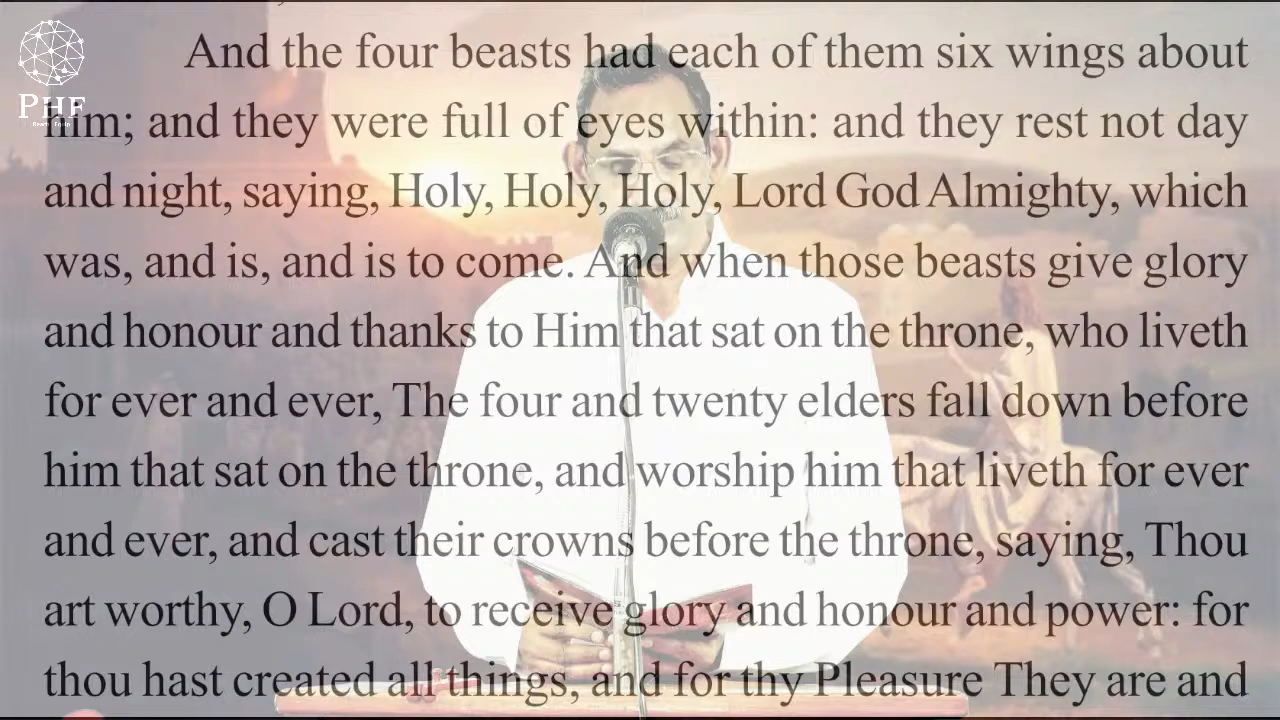 PHF
And the four beasts had each of them six wings about
him; and they were full of eyes within: and they rest not day
and night, saying, Holy, Holy, Holy, Lord God Almighty, which
was, and is, and is to come. And when those beasts give glory
and honour and thanks to Him that sat on the throne, who liveth
for ever and ever, The four and twenty elders fall down before
him that sat on the throne, and worship him that liveth for ever
and ever, and cast their crowns before the throne, saying, Thou
art worthy, O Lord, to receive glory and honour and power: for
thou hast created all things, and for thy Pleasure They are and